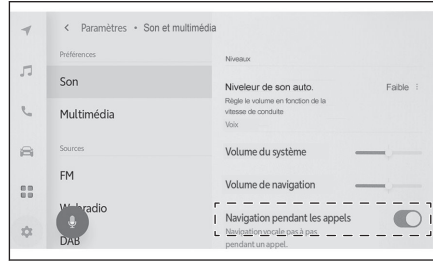 < Paramètres • Son et multimédia
Préférences
Son
Multimédia
Sources
FM
Webradio
DAB
Niveaux
Niveleur de son auto.
Faible
Règle le volume en fonction de la
vitesse de conduite
Voix
Volume du système
Volume de navigation
Navigation pendant les appels
Navigation vocale pas à pas
pendant un appel.